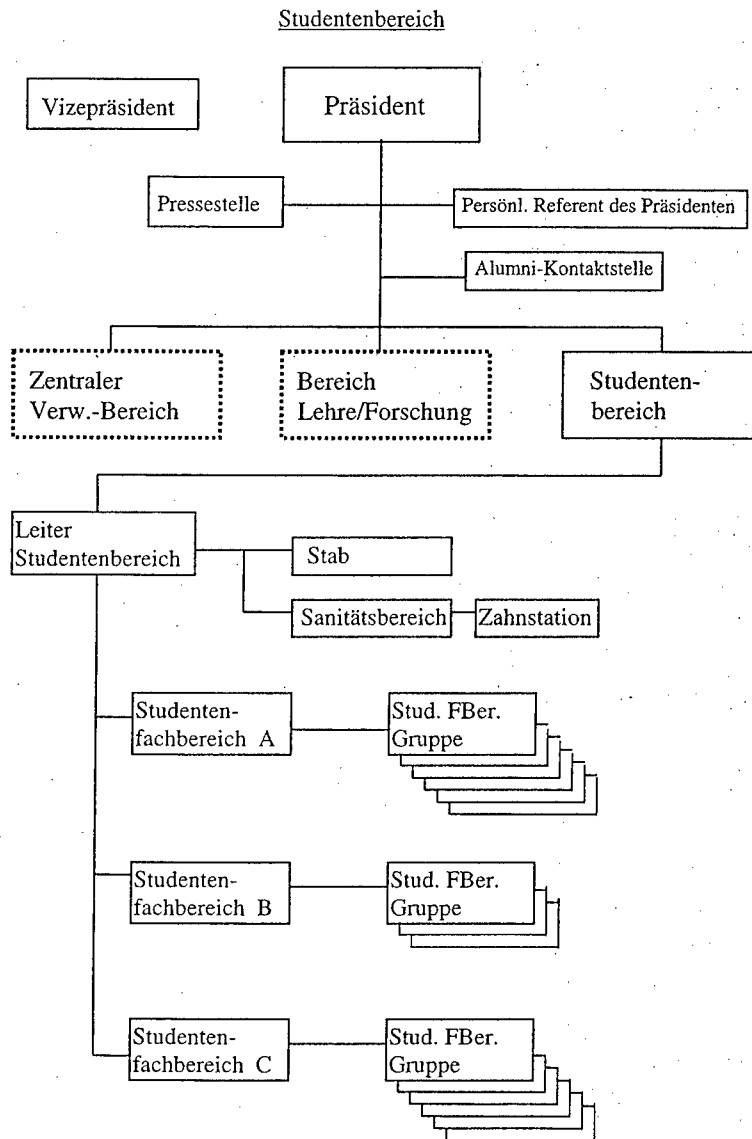 Studentenbereich
Vizepräsident
Präsident
Pressestelle
Persönl. Referent des Präsidenten
Alumni-Kontaktstelle
Zentraler
Verw.-Bereich
Bereich
Lehre/Forschung
Studenten-
bereich
Leiter
Studentenbereich
Stab
Sanitätsbereich
Zahnstation
Studenten-
fachbereich A
Stud. FBer.
Gruppe
Studenten-
fachbereich B
Stud. FBer.
Gruppe
Studenten-
fachbereich C
Stud. FBer.
Gruppe